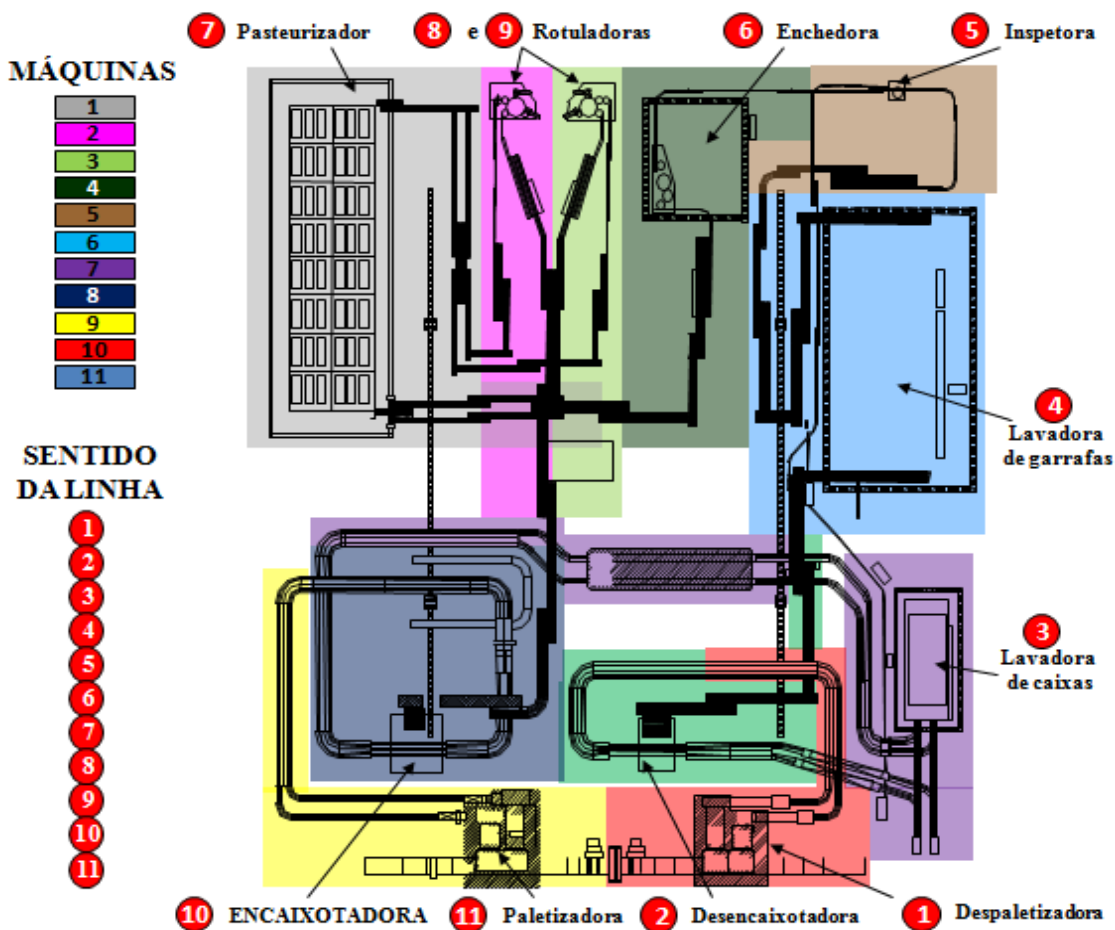 7 Pasteurizador 8 e 9 Rotuladoras 6 Enchedora 5 Inspetora
MÁQUINAS
1
2
3
4
5
6
7
8
9
10
11
4
Lavadora
de garrafas
SENTIDO
DA LINHA
1
2
3
4
5
6
7
8
9
10
11
3
Lavadora
de caixas
10 ENCAIXOTADORA 11 Paletizadora 2 Desencaixotadora 1 Despaletizadora